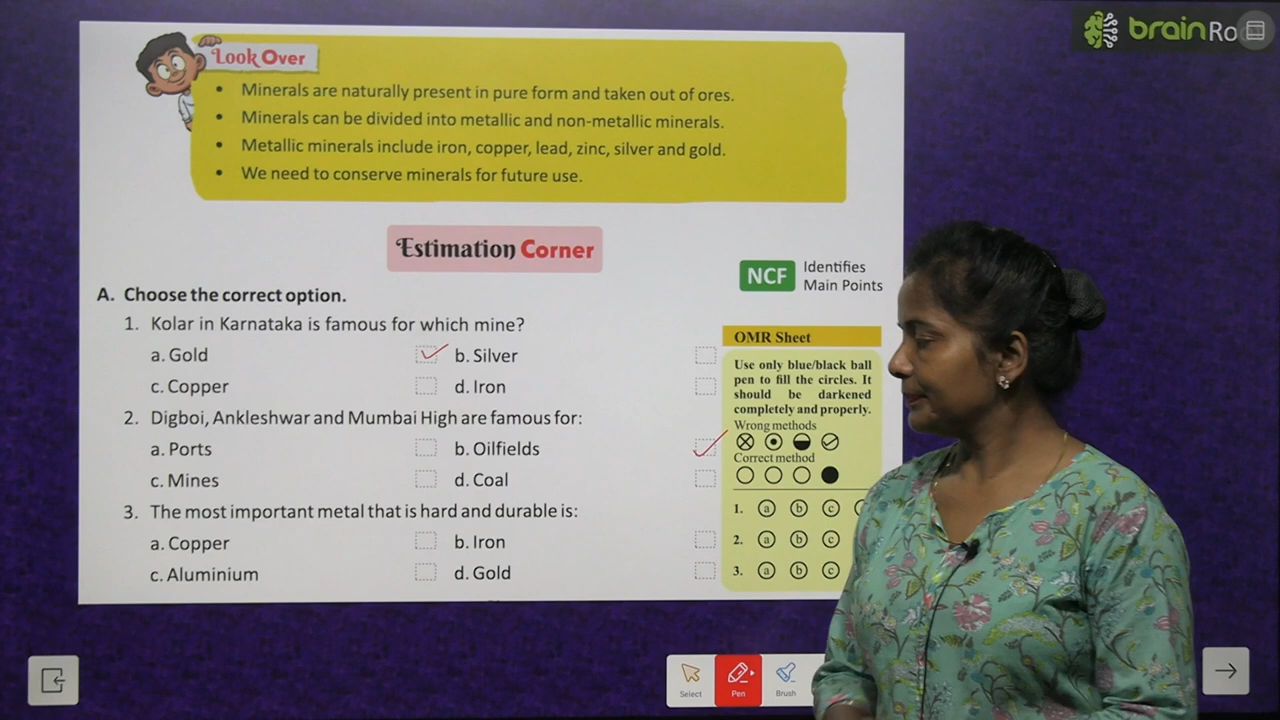 brainRo
Look Over
• Minerals are naturally present in pure form and taken out of ores.
• Minerals can be divided into metallic and non-metallic minerals.
• Metallic minerals include iron, copper, lead, zinc, silver and gold.
• We need to conserve minerals for future use.
Estimation Corner
NCF Identifies
Main Points
A. Choose the correct option.
1. Kolar in Karnataka is famous for which mine?
a. Gold b. Silver
c. Copper d. Iron
2. Digboi, Ankleshwar and Mumbai High are famous for:
a. Ports b. Oilfields
c. Mines d. Coal
3. The most important metal that is hard and durable is:
a. Copper b. Iron
c. Aluminium d. Gold
OMR Sheet
Use only blue/black ball
pen to fill the circles. It
should be darkened
completely and properly.
Wrong methods
Correct method
1. a b c
2. a b c
3. a b c
Select Pen Brush